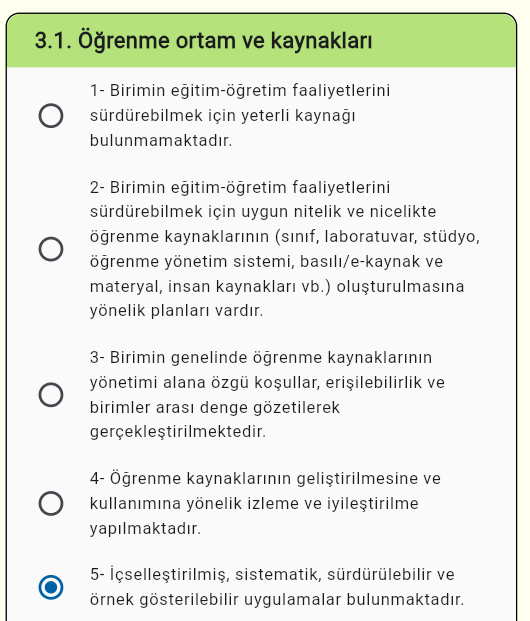 3.1. Öğrenme ortam ve kaynakları
1- Birimin eğitim-öğretim faaliyetlerini
sürdürebilmek için yeterli kaynağı
bulunmamaktadır.
2- Birimin eğitim-öğretim faaliyetlerini
sürdürebilmek için uygun nitelik ve nicelikte
öğrenme kaynaklarının (sınıf, laboratuvar, stüdyo,
öğrenme yönetim sistemi, basılı/e-kaynak ve
materyal, insan kaynakları vb.) oluşturulmasına
yönelik planları vardır.
3- Birimin genelinde öğrenme kaynaklarının
yönetimi alana özgü koşullar, erişilebilirlik ve
birimler arası denge gözetilerek
gerçekleştirilmektedir.
4- Öğrenme kaynaklarının geliştirilmesine ve
kullanımına yönelik izleme ve iyileştirilme
yapılmaktadır.
5- İçselleştirilmiş, sistematik, sürdürülebilir ve
örnek gösterilebilir uygulamalar bulunmaktadır.